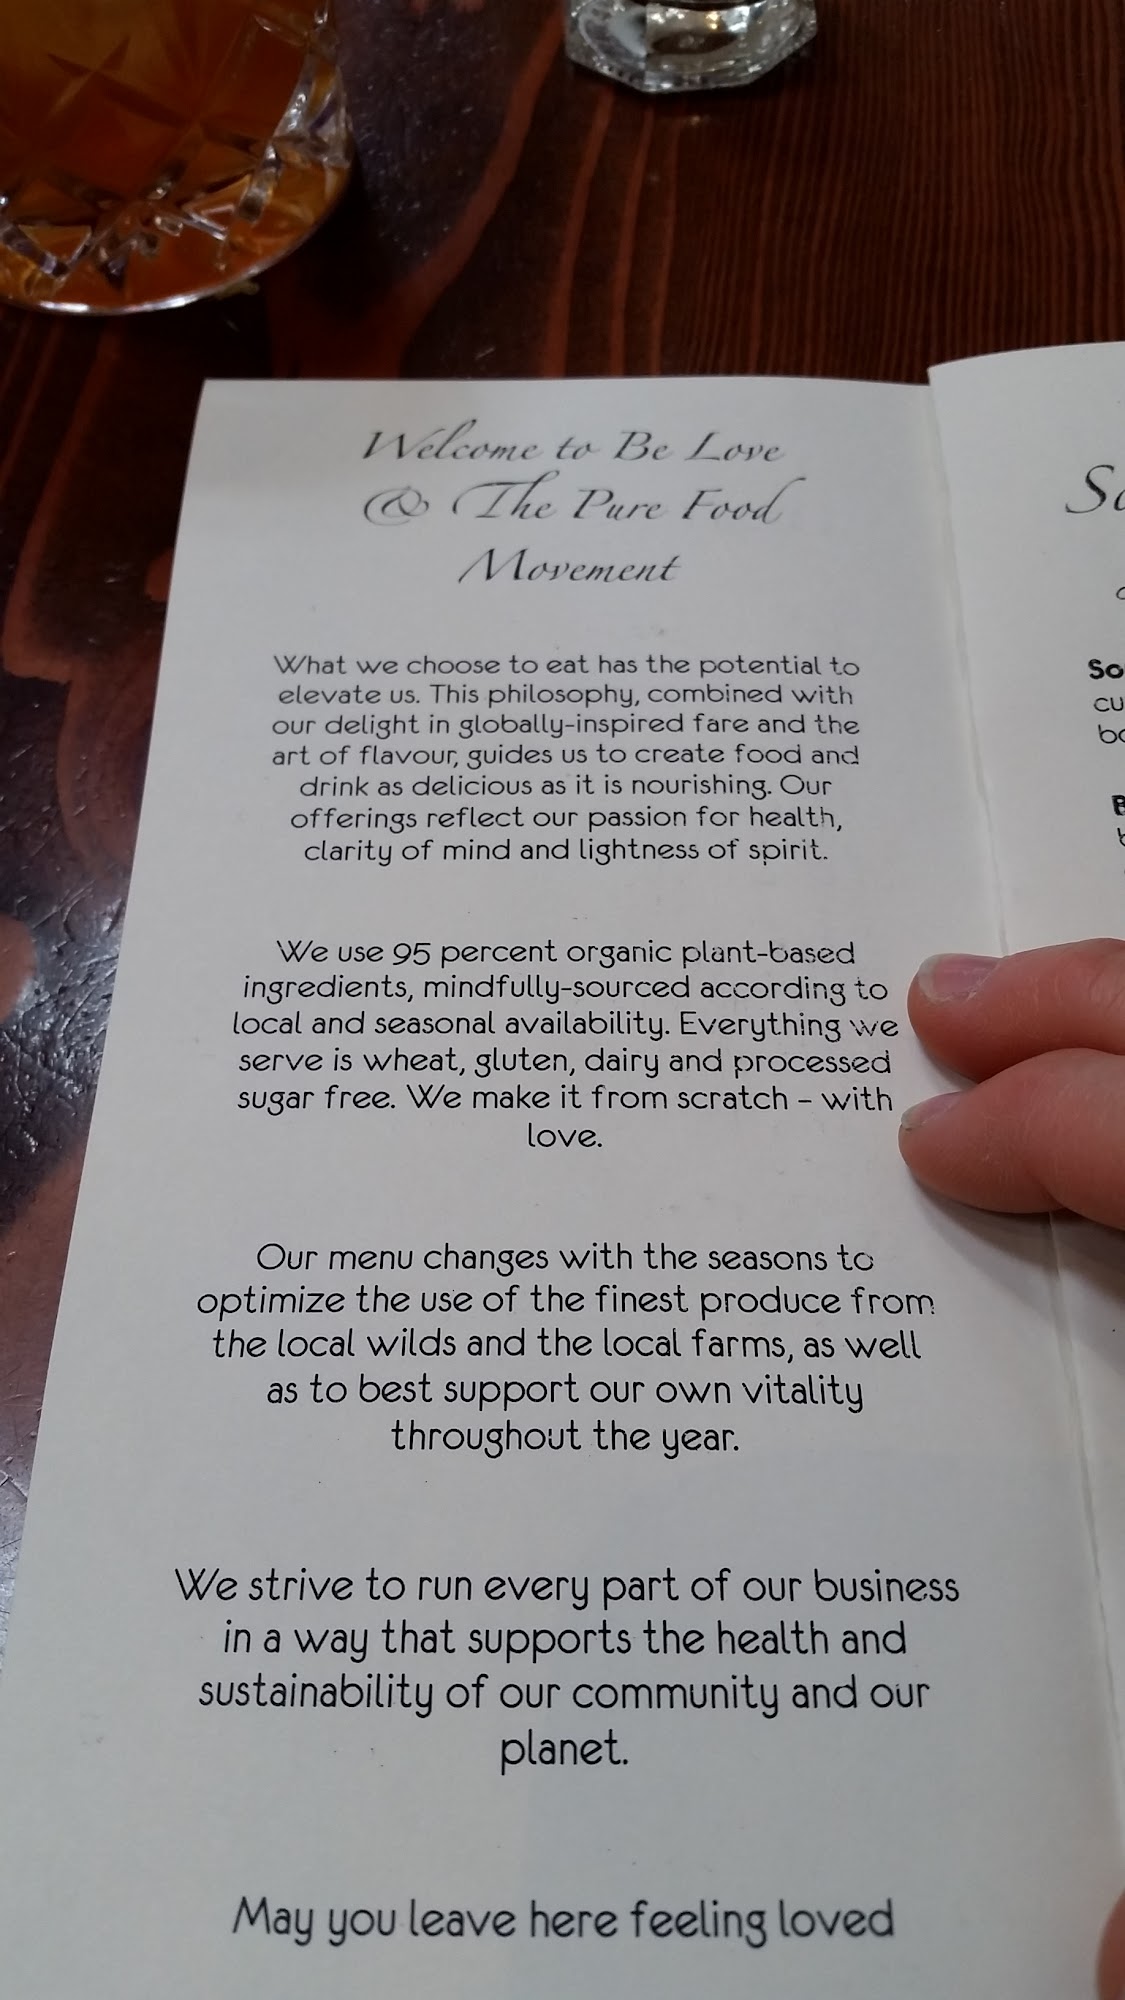 Welcome to Be Love
& The Pure Food
Movement
What we choose to eat has the potential to
elevate us. This philosophy, combined with
our delight in globally-inspired fare and the
art of flavour, guides us to create food and
drink as delicious as it is nourishing. Our
offerings reflect our passion for health,
clarity of mind and lightness of spirit.
We use 95 percent organic plant-based
ingredients, mindfully-sourced according to
local and seasonal availability. Everything we
serve is wheat, gluten, dairy and processed
sugar free. We make it from scratch – with
love.
Our menu changes with the seasons to
optimize the use of the finest produce from
the local wilds and the local farms, as well
as to best support our own vitality
throughout the year.
We strive to run every part of our business
in a way that supports the health and
sustainability of our community and our
planet.
May you leave here feeling loved